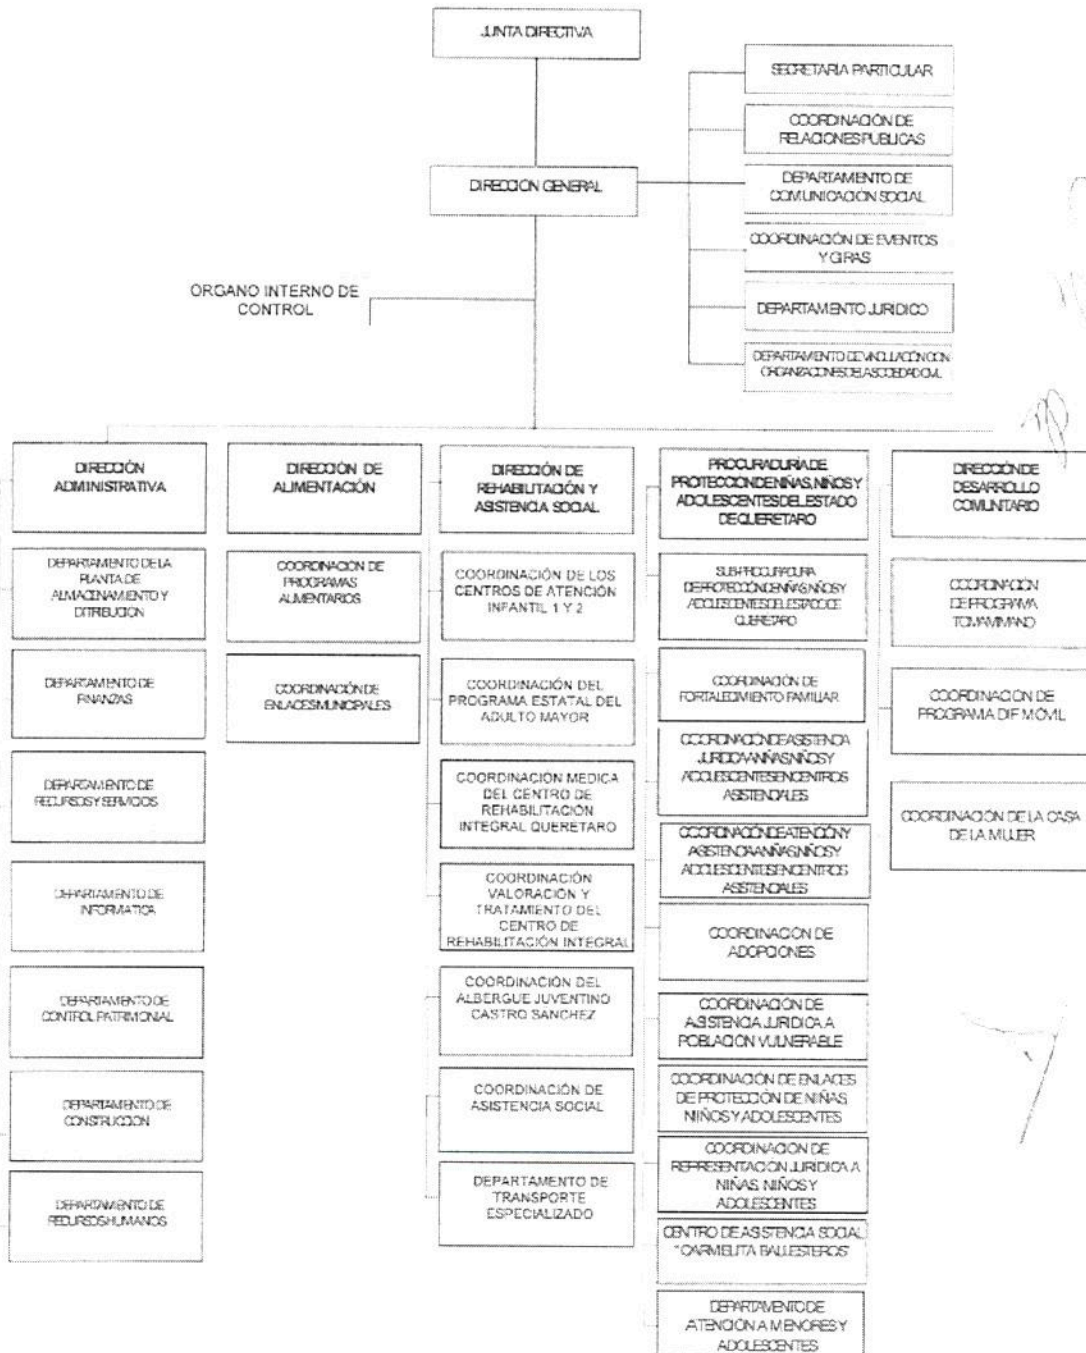 JUNTA DIRECTIVA
SECRETARIA PARTICULAR
COORDINACIÓN DE
RELACIONES PUBLICAS
DIRECCION GENERAL
DEPARTAMENTO DE
COMUNICACIÓN SOCIAL
COORDINACIÓN DE EVENTOS
Y GIRAS
ORGANO INTERNO DE
CONTROL
DEPARTAMENTO JURIDICO
DEPARTAMENTO DE VINCULACIÓN CON
ORGANIZACIONES DE LA SOCIEDAD CIVIL
DIRECCIÓN
ADMINISTRATIVA
DEPARTAMENTO DE LA
PLANTA DE
ALMACENAMIENTO Y
DITRIBUCION
DEPARTAMENTO DE
FINANZAS
DEPARTAMENTO DE
RECURSOS Y SERVICIOS
DEPARTAMENTO DE
INFORMATICA
DEPARTAMENTO DE
CONTROL PATRIMONIAL
DEPARTAMENTO DE
CONSTRUCCION
DEPARTAMENTO DE
RECURSOS HUMANOS
DIRECCIÓN DE
ALIMENTACIÓN
COORDINACIÓN DE
PROGRAMAS
ALIMENTARIOS
COORDINACIÓN DE
ENLACES MUNICIPALES
DIRECCIÓN DE
REHABILITACIÓN Y
ASISTENCIA SOCIAL
COORDINACIÓN DE LOS
CENTROS DE ATENCIÓN
INFANTIL 1 Y 2
COORDINACIÓN DEL
PROGRAMA ESTATAL DEL
ADULTO MAYOR
COORDINACIÓN MEDICA
DEL CENTRO DE
REHABILITACIÓN
INTEGRAL QUERETARO
COORDINACIÓN
VALORACIÓN Y
TRATAMIENTO DEL
CENTRO DE
REHABILITACIÓN INTEGRAL
COORDINACIÓN DEL
ALBERGUE JUVENTINO
CASTRO SANCHEZ
COORDINACIÓN DE
ASISTENCIA SOCIAL
DEPARTAMENTO DE
TRANSPORTE
ESPECIALIZADO
PROCURADURÍA DE
PROTECCIÓN DE NIÑAS, NIÑOS Y
ADOLESCENTES DEL ESTADO
DE QUERETARO
SUB PROCURADURA
DE PROTECCIÓN DE NIÑAS, NIÑOS Y
ADOLESCENTES DEL ESTADO DE
QUERETARO
COORDINACIÓN DE
FORTALECIMIENTO FAMILIAR
COORDINACIÓN DE ASISTENCIA
JURIDICA A NIÑAS, NIÑOS Y
ADOLESCENTES EN CENTROS
ASISTENCIALES
COORDINACIÓN DE ATENCIÓN Y
ASISTENCIA A NIÑAS, NIÑOS Y
ADOLESCENTES EN CENTROS
ASISTENCIALES
COORDINACIÓN DE
ADOPCIONES
COORDINACIÓN DE
ASISTENCIA JURIDICA A
POBLACION VULNERABLE
COORDINACIÓN DE ENLACES
DE PROTECCIÓN DE NIÑAS,
NIÑOS Y ADOLESCENTES
COORDINACION DE
REPRESENTACIÓN JURIDICA A
NIÑAS, NIÑOS Y
ADOLESCENTES
CENTRO DE ASISTENCIA SOCIAL
"CARMELITA BALLESTEROS"
DEPARTAMENTO DE
ATENCION A MENORES Y
ADOLESCENTES
DIRECCIÓN DE
DESARROLLO
COMUNITARIO
COORDINACIÓN
DE PROGRAMA
TOMA MI MANO
COORDINACION DE
PROGRAMA DIF MÓVIL
COORDINACION DE LA CASA
DE LA MUJER